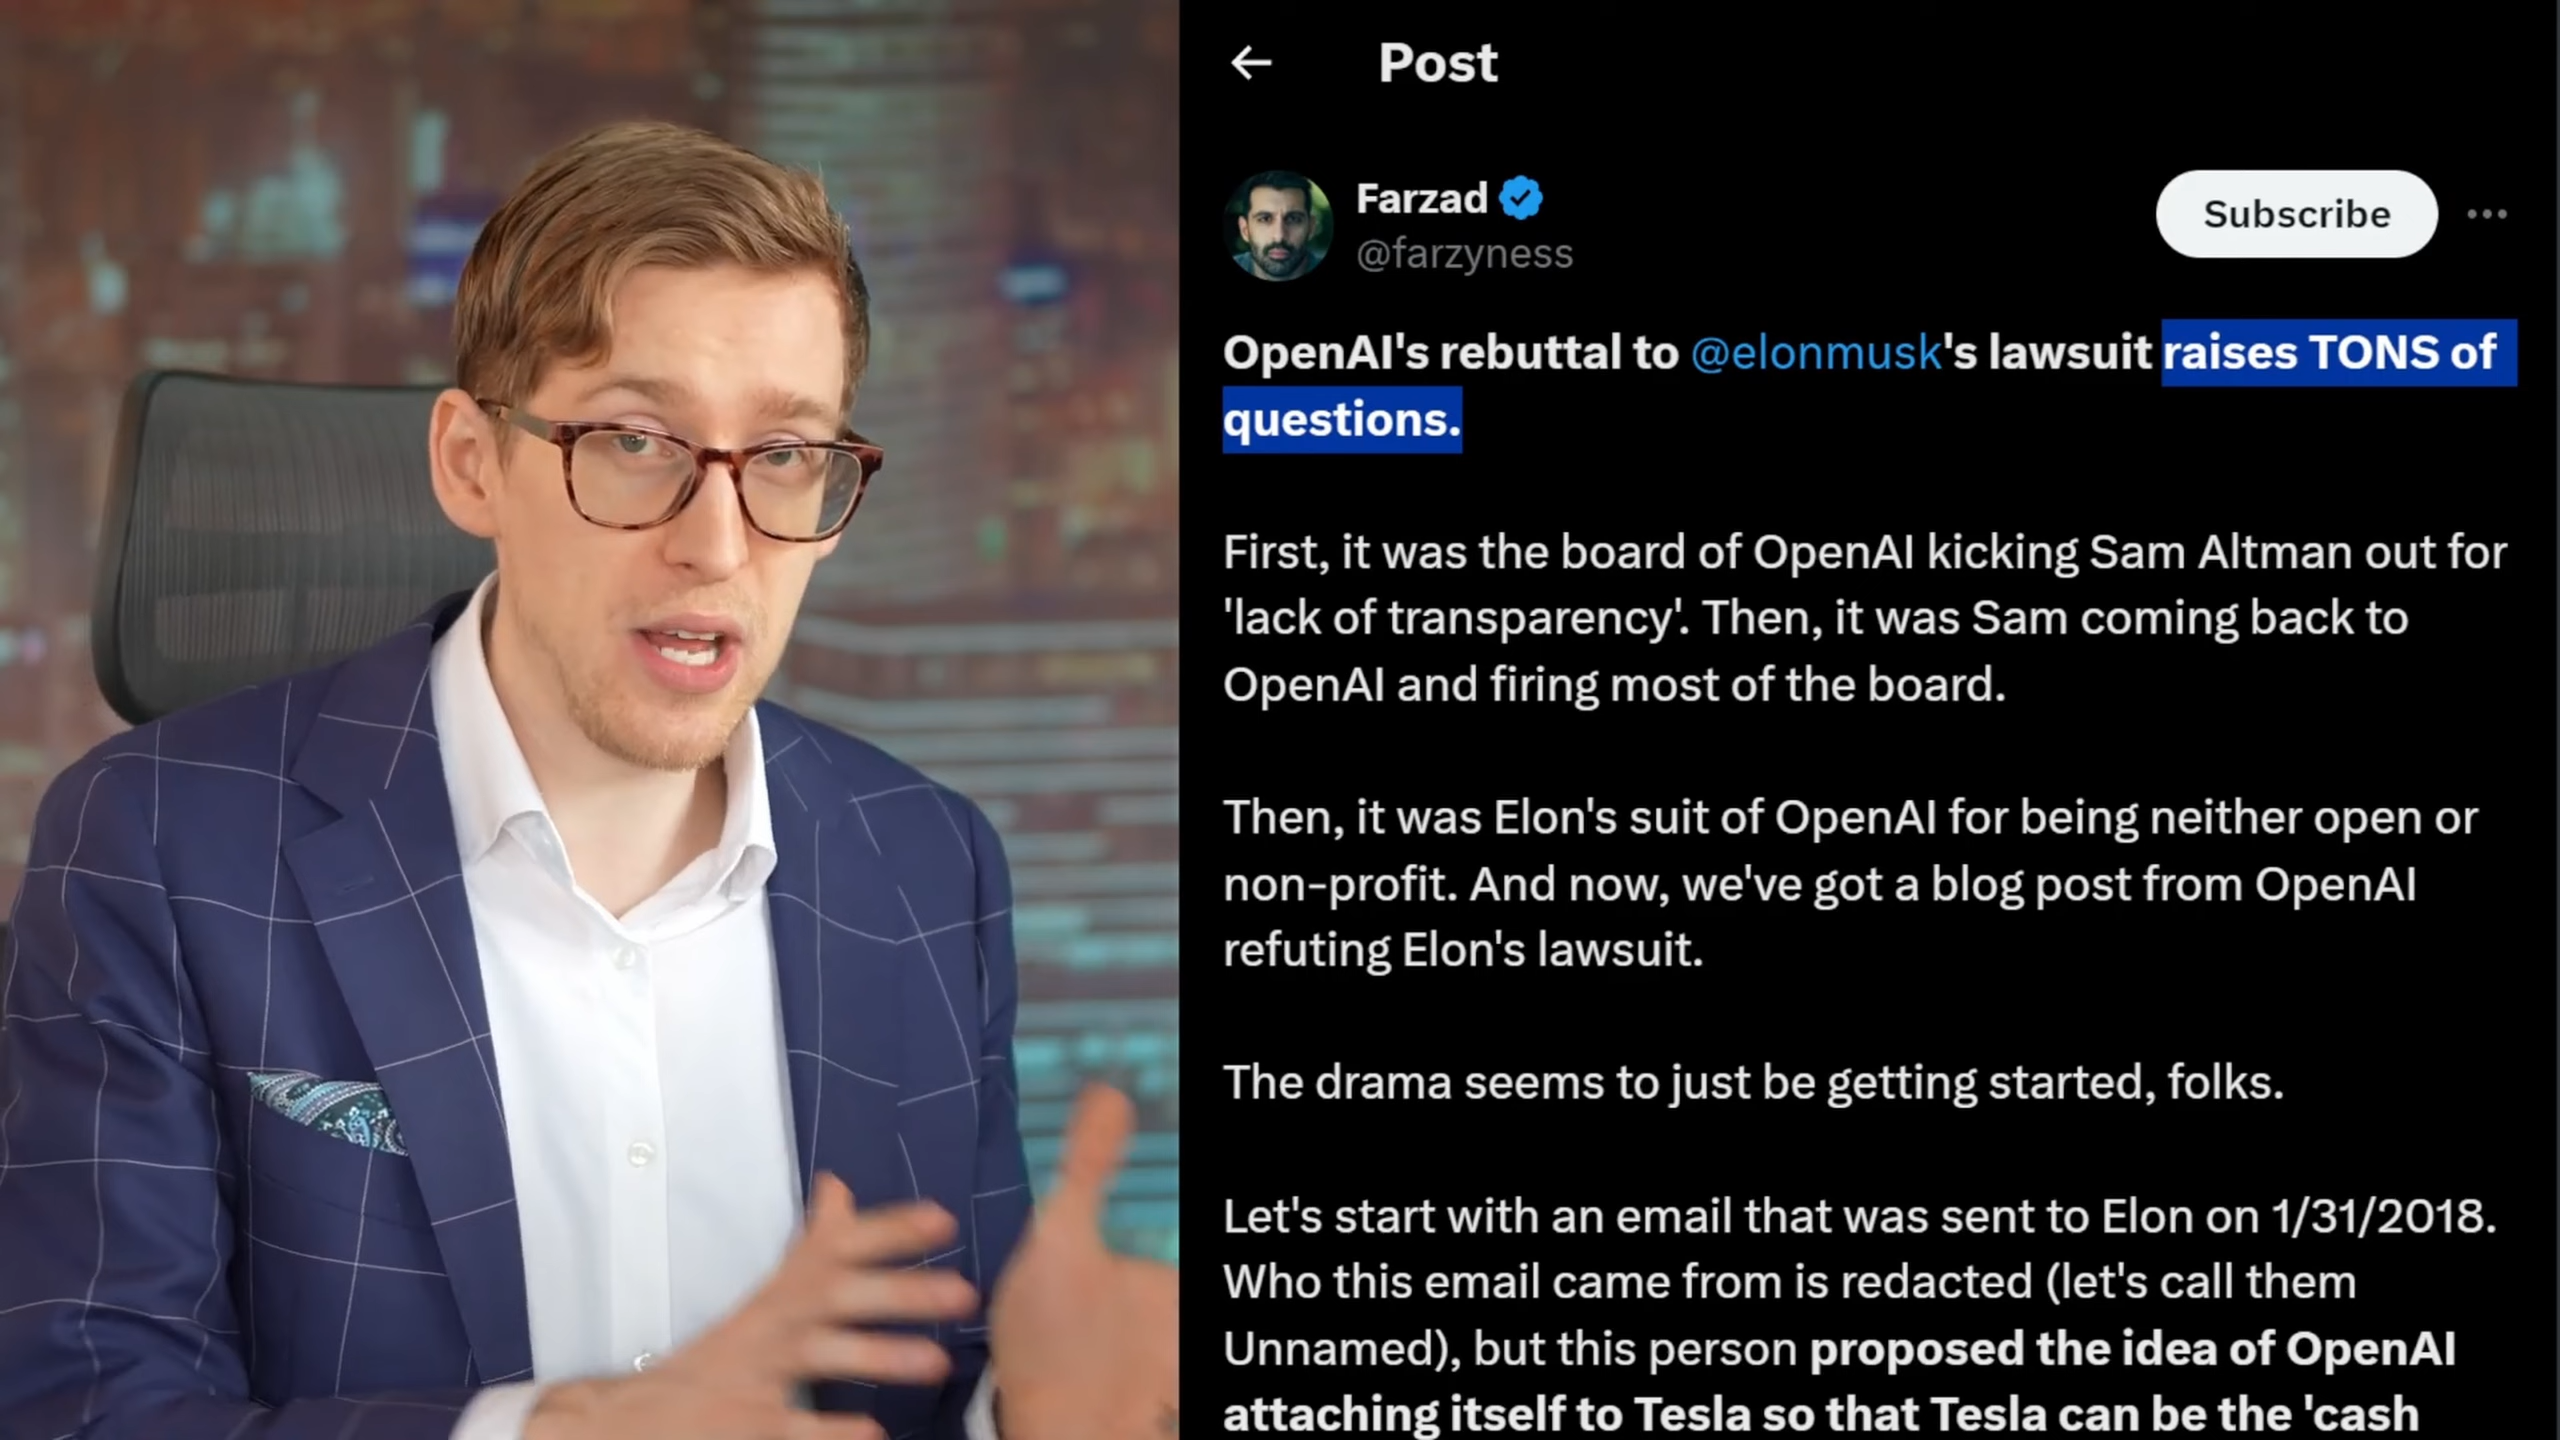 Post
Farzad
@farzyness
Subscribe
OpenAI's rebuttal to @elonmusk's lawsuit raises TONS of
questions.
First, it was the board of OpenAI kicking Sam Altman out for
'lack of transparency'. Then, it was Sam coming back to
OpenAI and firing most of the board.
Then, it was Elon's suit of OpenAI for being neither open or
non-profit. And now, we've got a blog post from OpenAI
refuting Elon's lawsuit.
The drama seems to just be getting started, folks.
Let's start with an email that was sent to Elon on 1/31/2018.
Who this email came from is redacted (let's call them
Unnamed), but this person proposed the idea of OpenAI
attaching itself to Tesla so that Tesla can be the 'cash